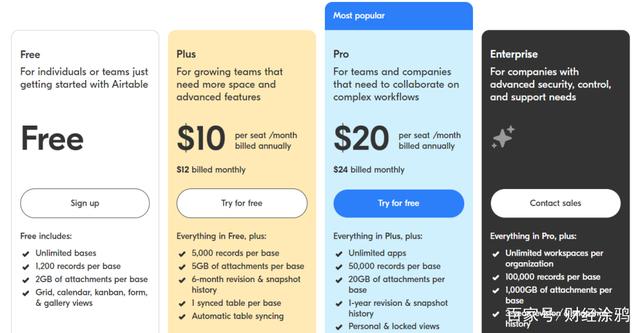 Most popular
Free
For individuals or teams just
getting started with Airtable
Free
Sign up
Free includes:
Unlimited bases
1,200 records per base
2GB of attachments per base
Grid, calendar, kanban, form,
& gallery views
Plus
For growing teams that
need more space and
advanced features
$10 per seat /month
billed annually
$12 billed monthly
Try for free
Everything in Free, plus:
5,000 records per base
5GB of attachments per base
6-month revision & snapshot
history
1 synced table per base
Automatic table syncing
Pro
For teams and companies
that need to collaborate on
complex workflows
$20 per seat /month
billed annually
$24 billed monthly
Try for free
Everything in Plus, plus:
Unlimited apps
50,000 records per base
20GB of attachments per
base
1-year revision & snapshot
history
Personal & locked views
Enterprise
For companies with
advanced security, control,
and support needs
Contact sales
Everything in Pro, plus:
Unlimited workspaces per
organization
100,000 records per base
1,000GB of attachments per
base
百家号/财经涂鸦